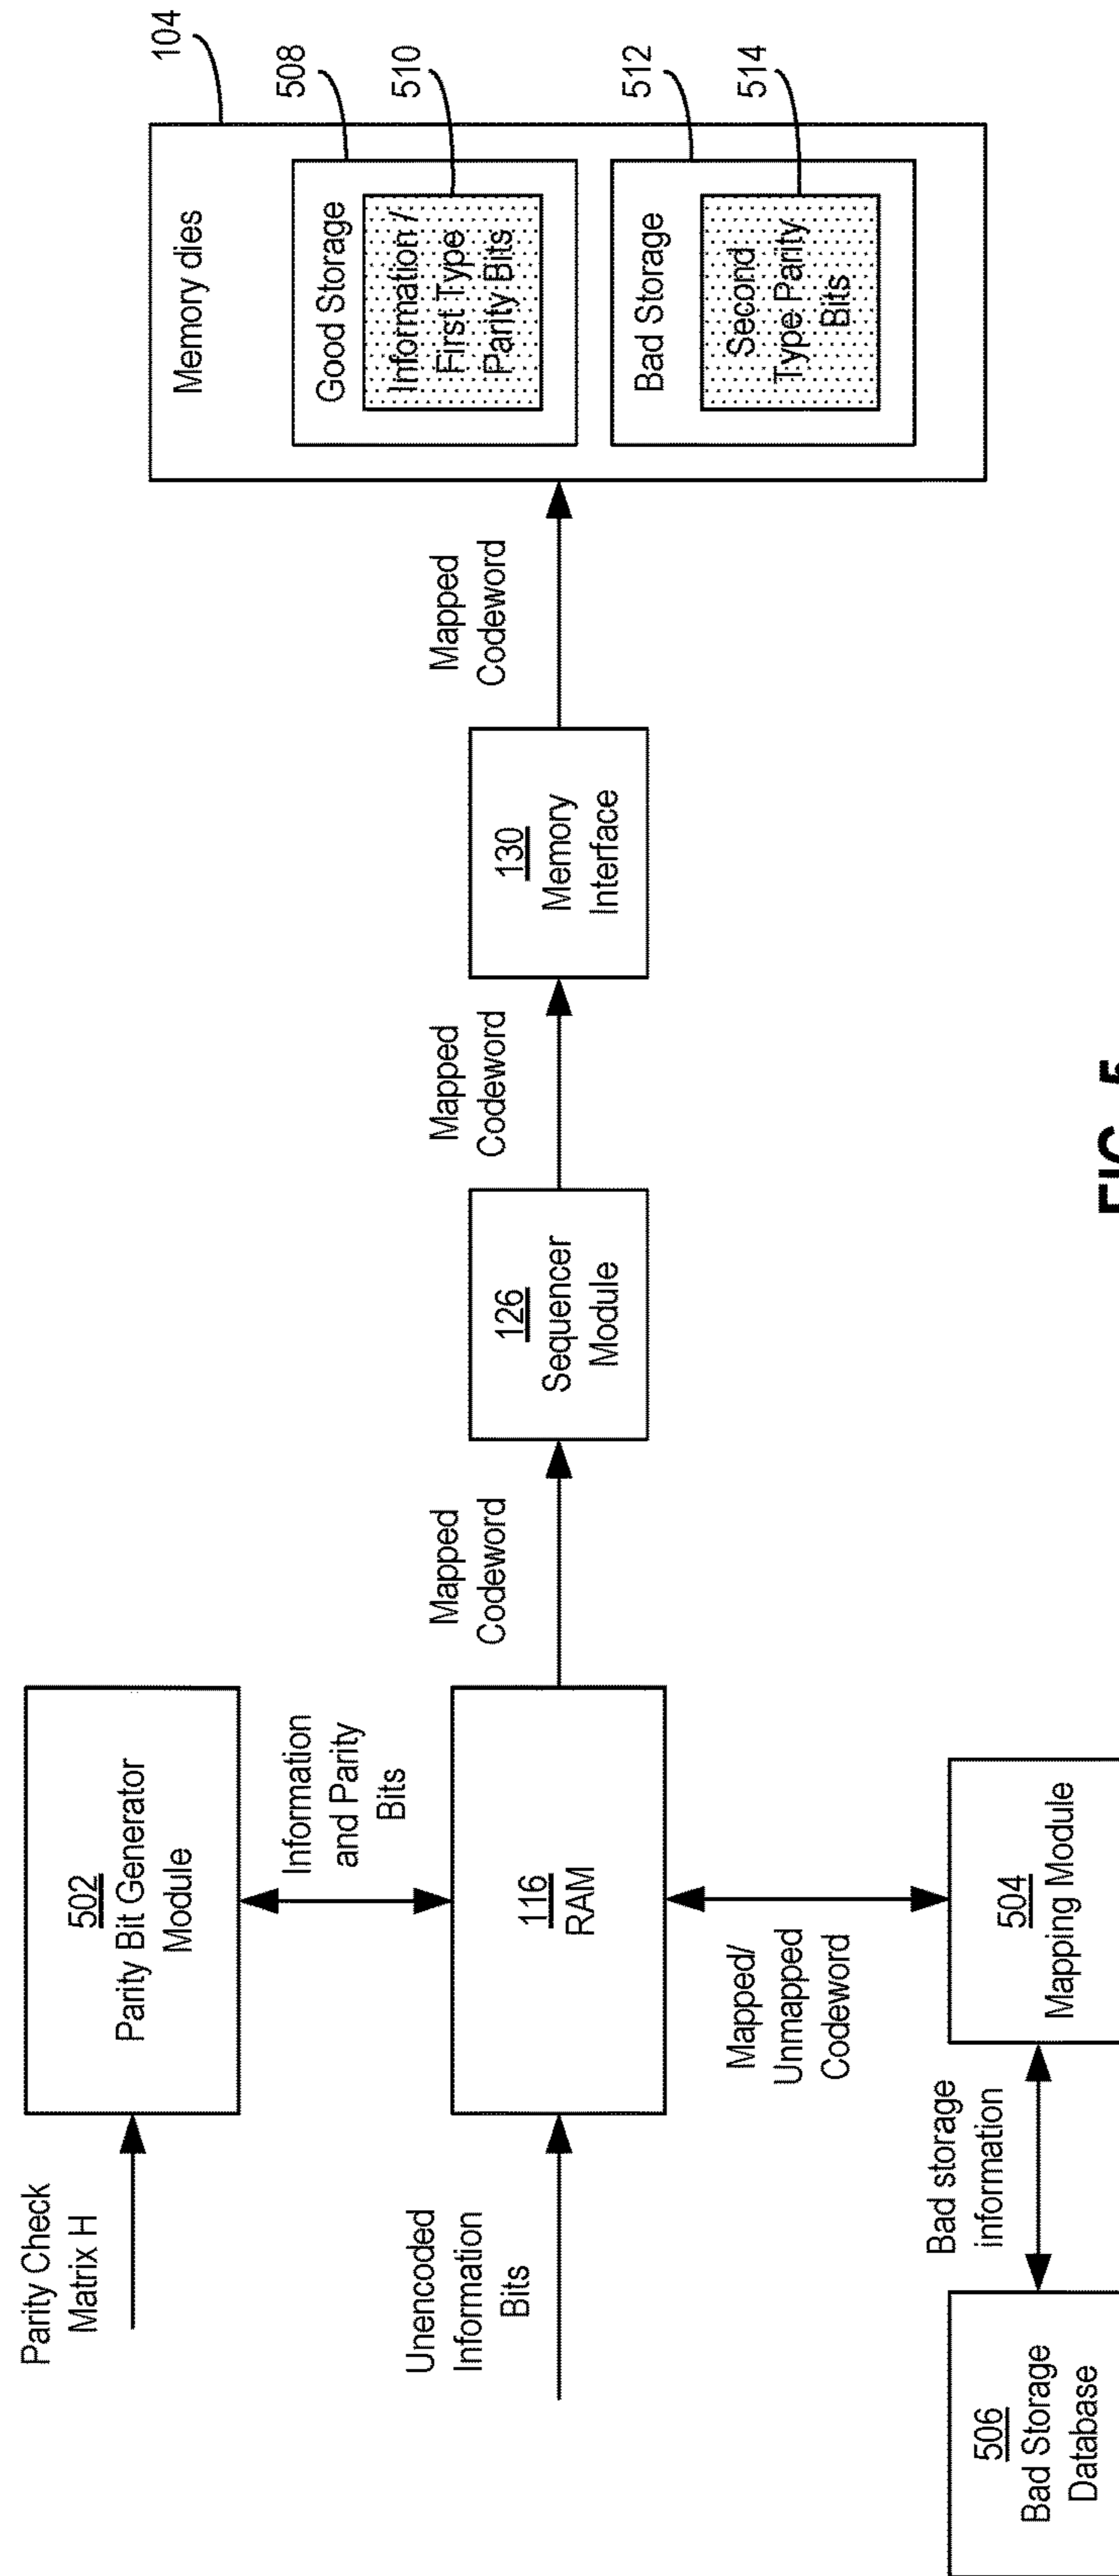 Parity Check
Matrix H
502
Parity Bit Generator
Module
Information
and Parity
Bits
Unencoded
Information
Bits
116
RAM
Mapped
Codeword
126
Sequencer
Module
Mapped
Codeword
130
Memory
Interface
Mapped
Codeword
Memory dies
104
Good Storage
508
Information /
First Type
Parity Bits
510
Bad Storage
512
Second
Type Parity
Bits
514
Mapped/
Unmapped
Codeword
504
Mapping Module
Bad storage
information
506
Bad Storage
Database
FIG. 5